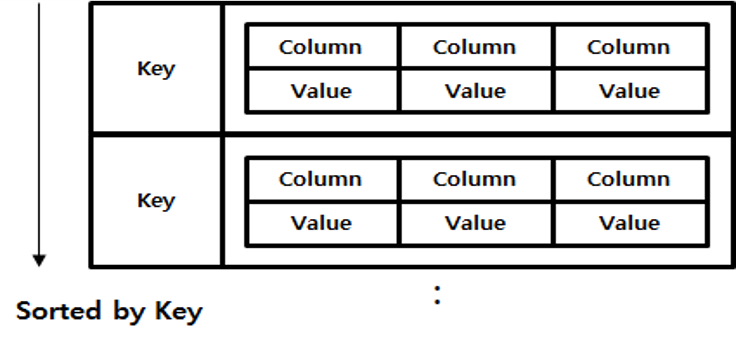 Key
Column Column Column
Value Value Value
Key
Column Column Column
Value Value Value
:
Sorted by Key